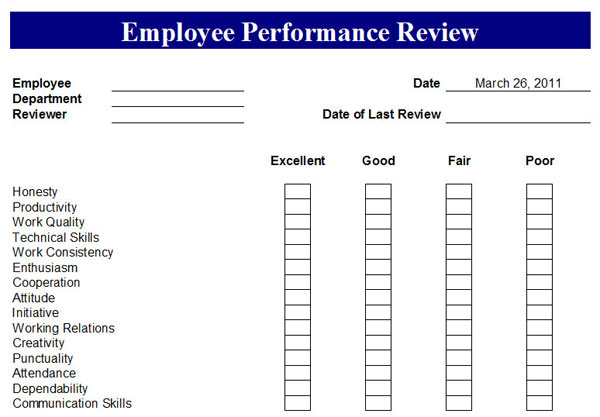 Employee Performance Review
Employee Date March 26, 2011
Department
Reviewer Date of Last Review
Excellent Good Fair Poor
Honesty
Productivity
Work Quality
Technical Skills
Work Consistency
Enthusiasm
Cooperation
Attitude
Initiative
Working Relations
Creativity
Punctuality
Attendance
Dependability
Communication Skills